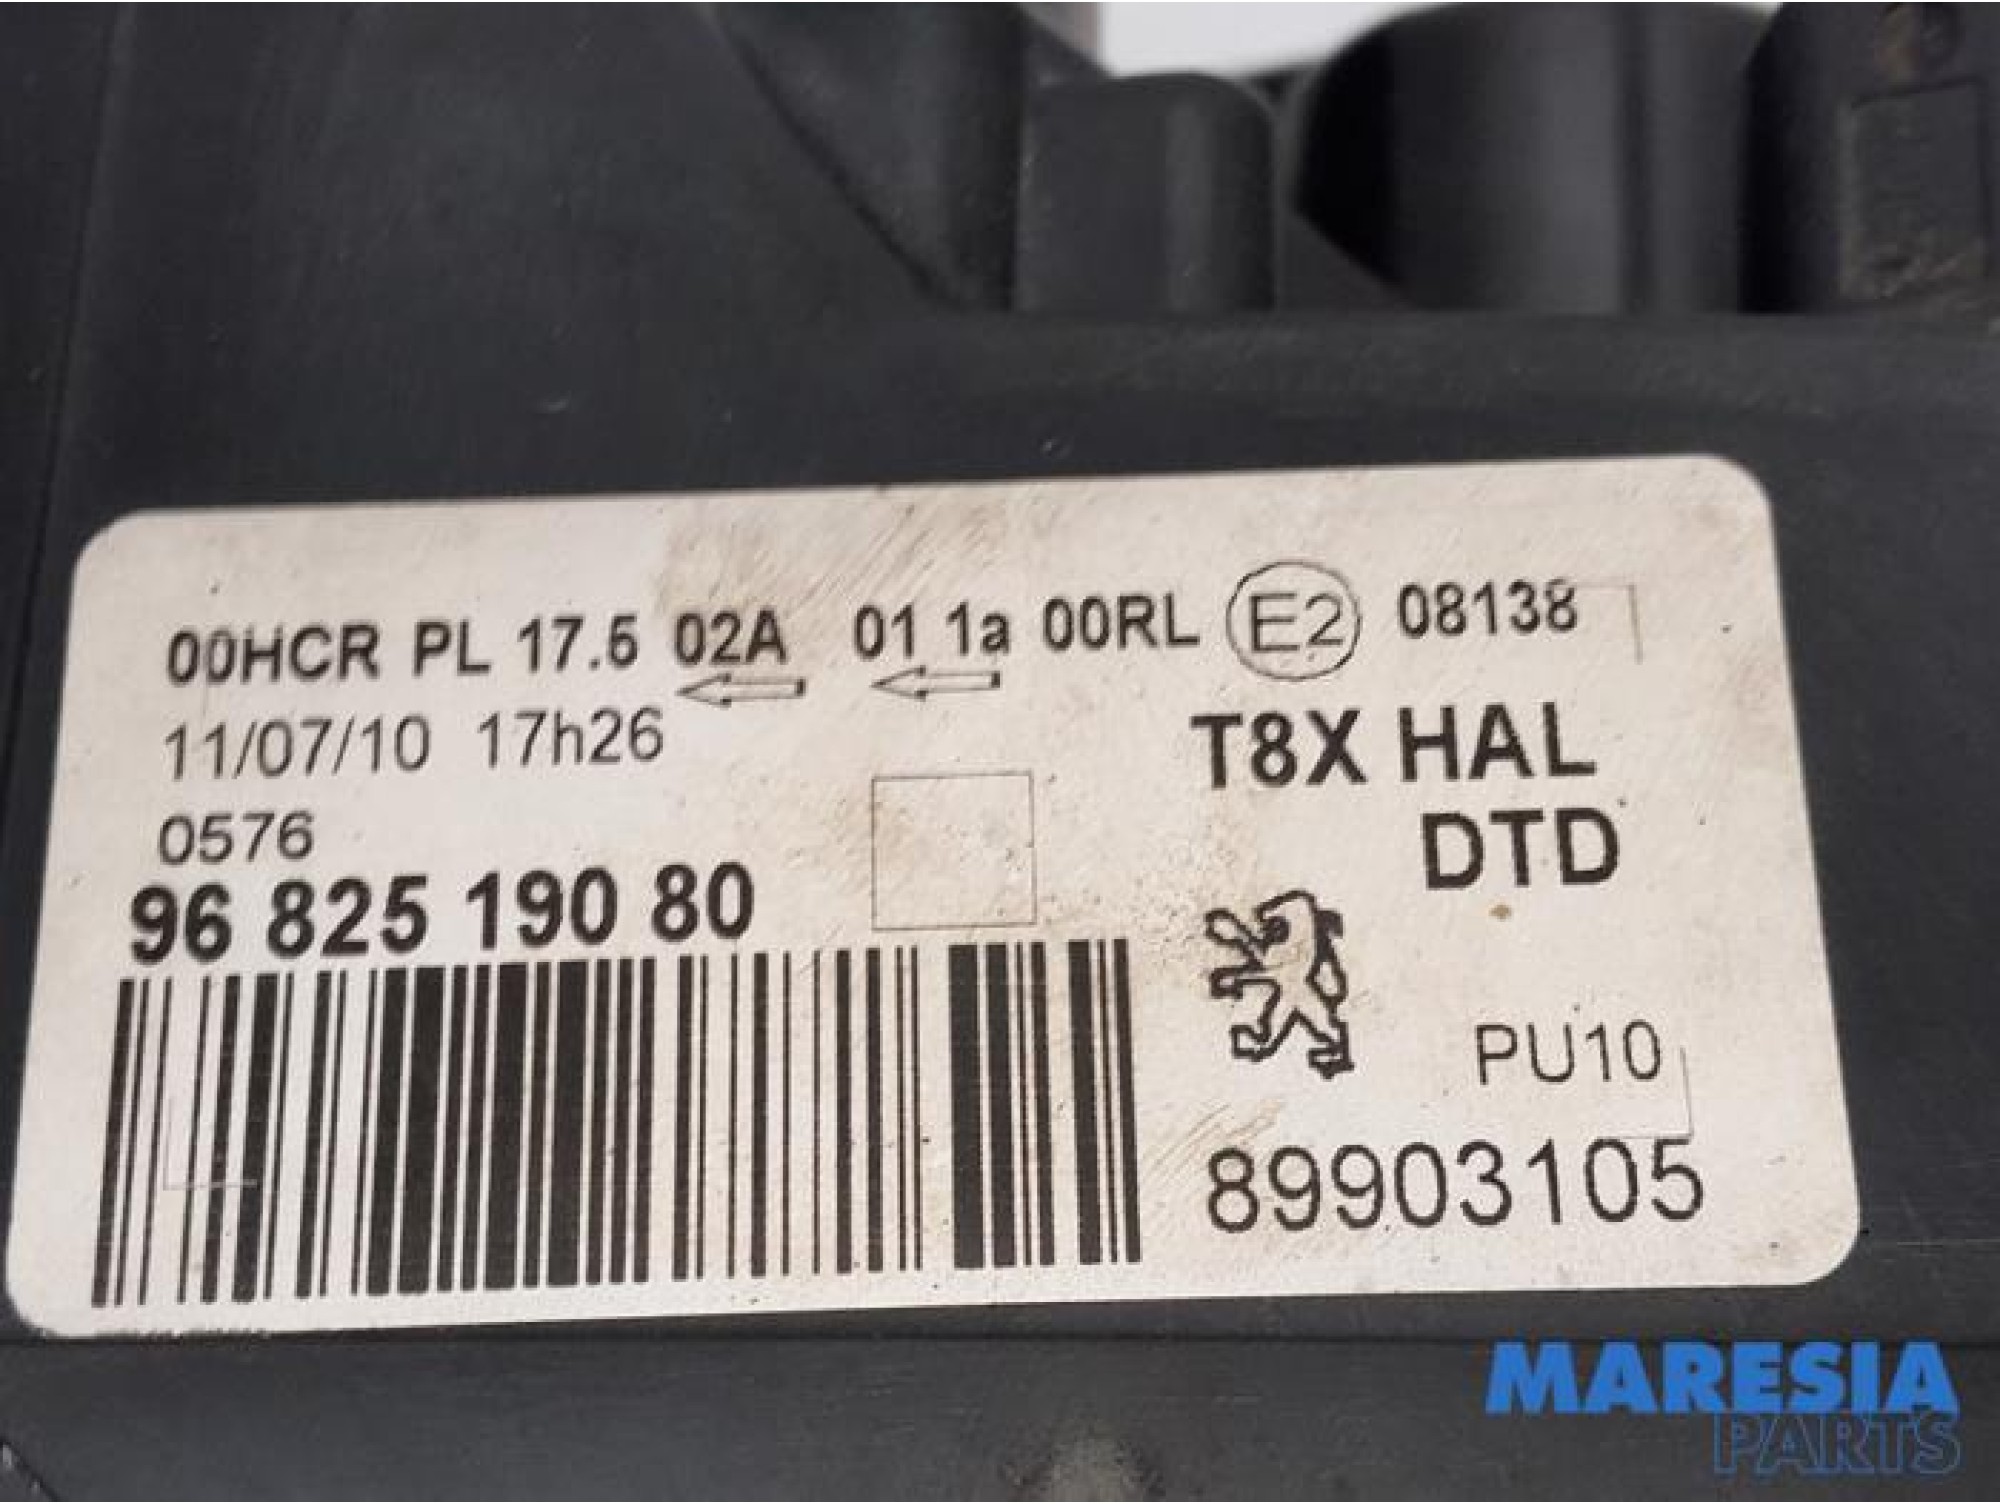 00HCR PL 17.5 02A 01 1a 00RL E2 08138
11/07/10 17h26
T8X HAL
0576
DTD
96 825 190 80
PU10
89903105
MARESIA
PARTS